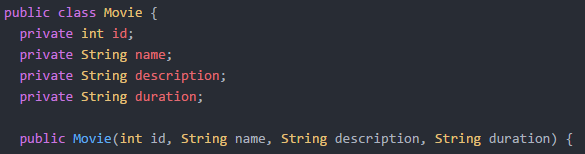 public class Movie {
private int id;
private String name;
private String description;
private String duration;
public Movie(int id, String name, String description, String duration) {